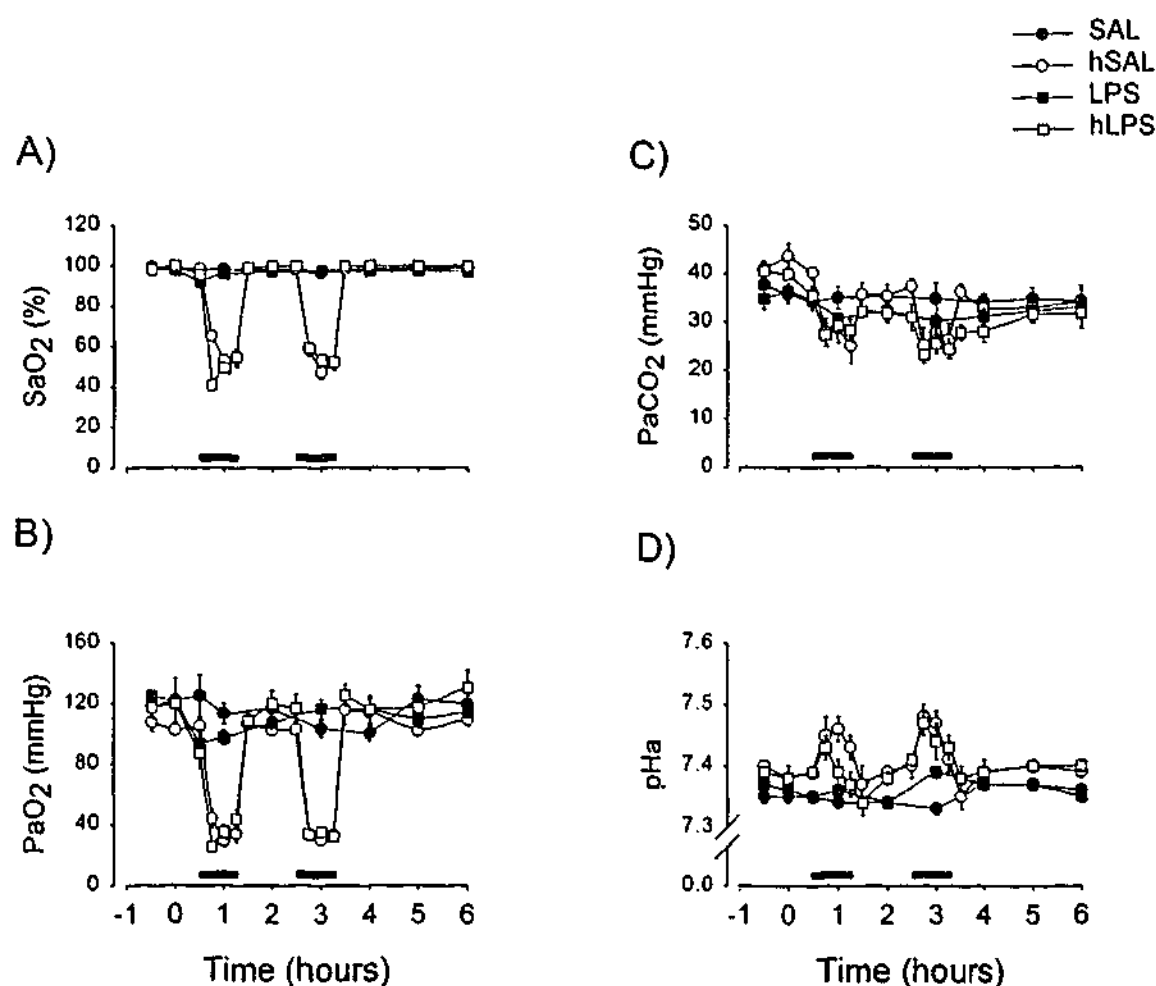 SAL
hSAL
LPS
hLPS
A)
120
100
80
60
40
20
0
SaO2 (%)
C)
50
40
30
20
10
0
PaCO2 (mmHg)
B)
160
120
80
40
0
PaO2 (mmHg)
-1 0 1 2 3 4 5 6
Time (hours)
D)
7.6
7.5
7.4
7.3
0.0
pHa
-1 0 1 2 3 4 5 6
Time (hours)